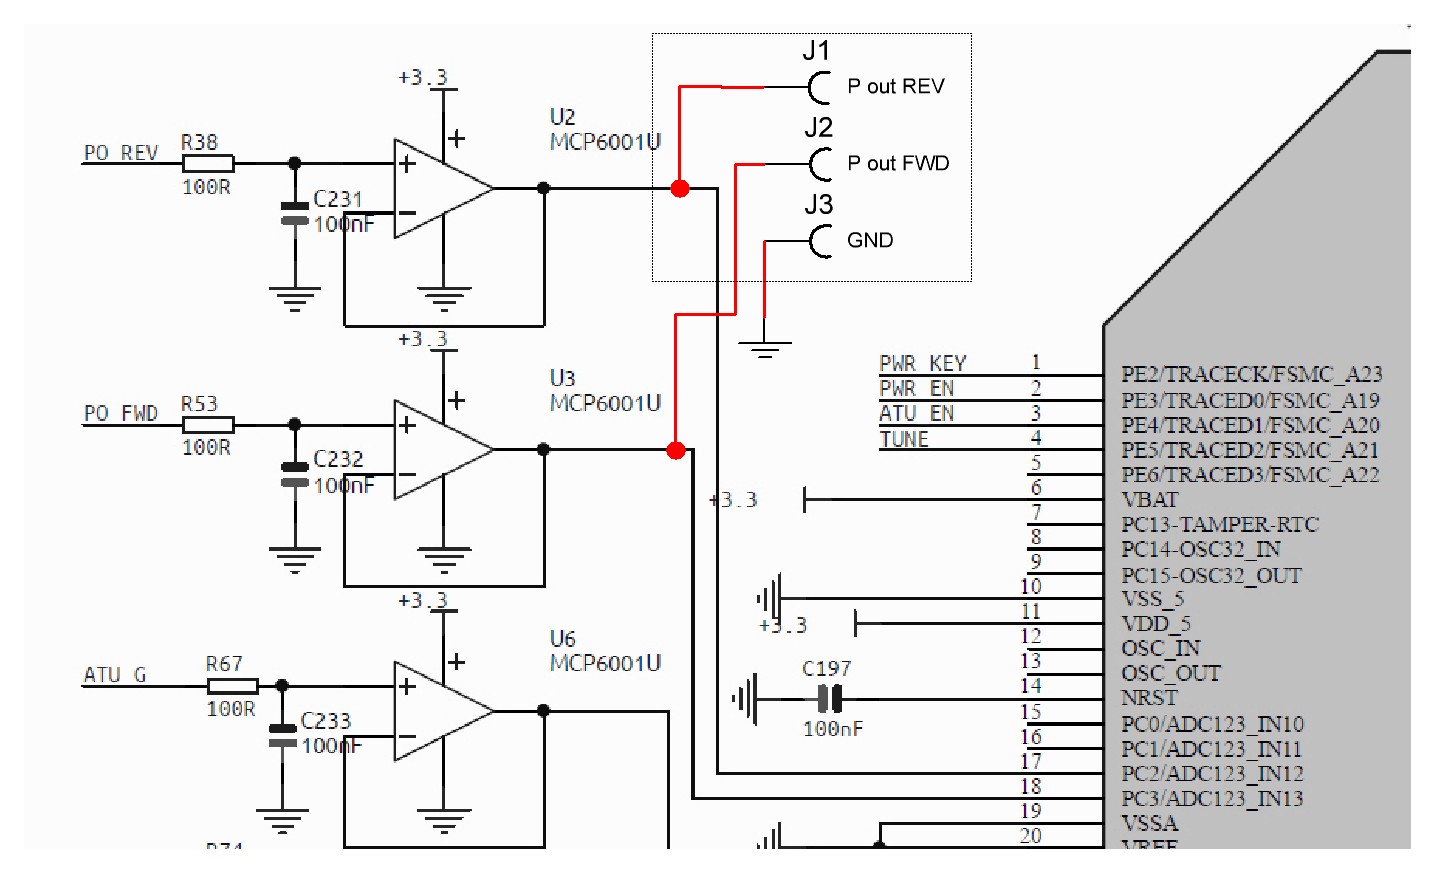 J1
P out REV
J2
P out FWD
J3
GND
+3.3
U2
MCP6001U
PO REV
R38
100R
+
+
−
C231
100nF
+3.3
U3
MCP6001U
PO FWD
R53
100R
+
+
−
C232
100nF
+3.3
U6
MCP6001U
ATU G
R67
100R
+
+
−
C233
100nF
+3.3
+3.3
C197
100nF
PWR KEY 1 PE2/TRACECK/FSMC_A23
PWR EN 2 PE3/TRACED0/FSMC_A19
ATU EN 3 PE4/TRACED1/FSMC_A20
TUNE 4 PE5/TRACED2/FSMC_A21
5 PE6/TRACED3/FSMC_A22
6 VBAT
7 PC13-TAMPER-RTC
8 PC14-OSC32_IN
9 PC15-OSC32_OUT
10 VSS_5
11 VDD_5
12 OSC_IN
13 OSC_OUT
14 NRST
15 PC0/ADC123_IN10
16 PC1/ADC123_IN11
17 PC2/ADC123_IN12
18 PC3/ADC123_IN13
19 VSSA
20